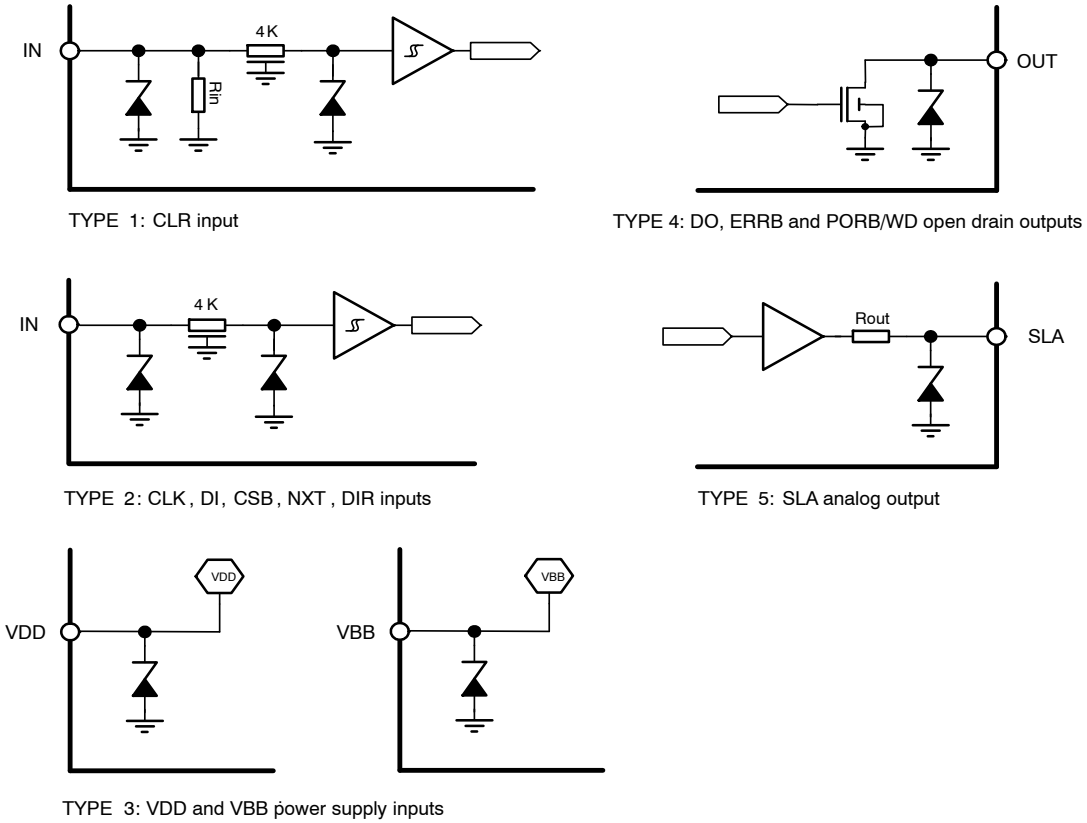 4K
IN
Rin
TYPE 1: CLR input
OUT
TYPE 4: DO, ERRB and PORB/WD open drain outputs
4K
IN
TYPE 2: CLK, DI, CSB, NXT, DIR inputs
Rout
SLA
TYPE 5: SLA analog output
VDD
VDD
VBB
VBB
TYPE 3: VDD and VBB power supply inputs